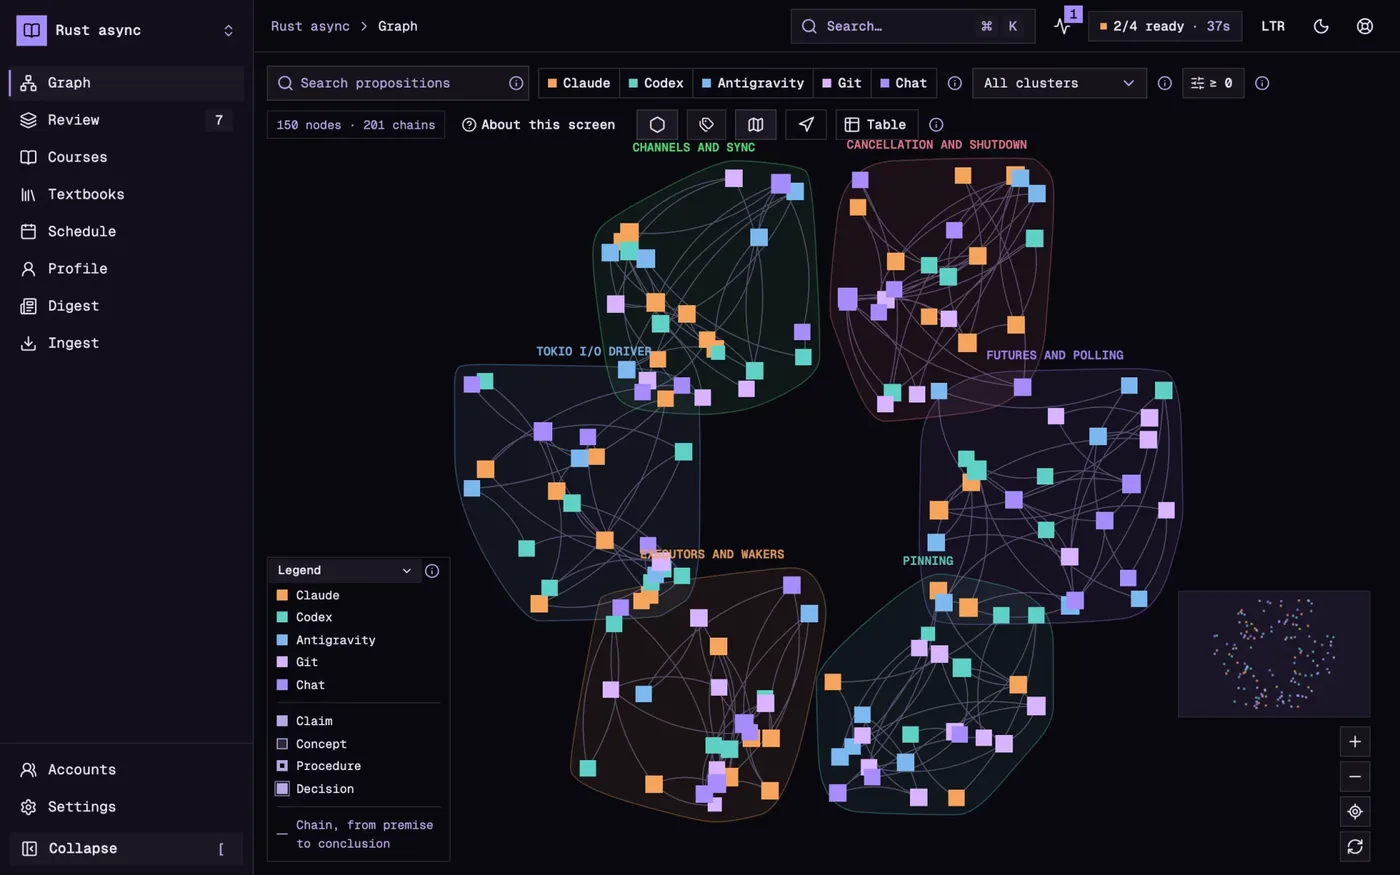 Rust async
Graph
Review 7
Courses
Textbooks
Schedule
Profile
Digest
Ingest
Accounts
Settings
Collapse [
Rust async > Graph
Search… ⌘ K
1
2/4 ready · 37s
LTR
Search propositions
Claude Codex Antigravity Git Chat
All clusters
≥ 0
150 nodes · 201 chains
About this screen
Table
CHANNELS AND SYNC
CANCELLATION AND SHUTDOWN
TOKIO I/O DRIVER
FUTURES AND POLLING
EXECUTORS AND WAKERS
PINNING
Legend
Claude
Codex
Antigravity
Git
Chat
Claim
Concept
Procedure
Decision
Chain, from premise
to conclusion